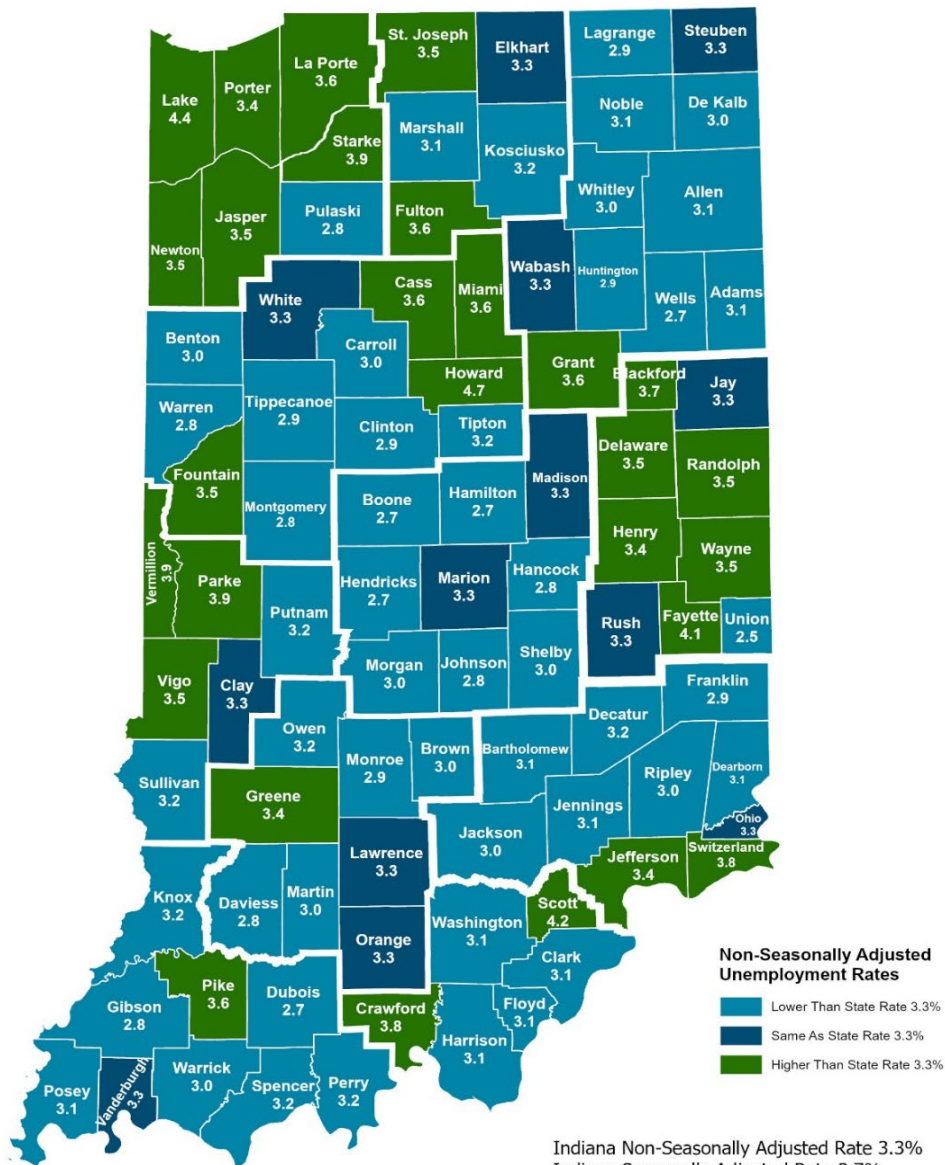 St. Joseph
3.5
Elkhart
3.3
Lagrange
2.9
Steuben
3.3
La Porte
3.6
Porter
3.4
Lake
4.4
Noble
3.1
De Kalb
3.0
Marshall
3.1
Starke
3.9
Kosciusko
3.2
Whitley
3.0
Allen
3.1
Pulaski
2.8
Fulton
3.6
Jasper
3.5
Newton
3.5
Wabash
3.3
Huntington
2.9
Wells
2.7
Adams
3.1
White
3.3
Cass
3.6
Miami
3.6
Benton
3.0
Carroll
3.0
Howard
4.7
Grant
3.6
Blackford
3.7
Jay
3.3
Warren
2.8
Tippecanoe
2.9
Clinton
2.9
Tipton
3.2
Madison
3.3
Delaware
3.5
Randolph
3.5
Fountain
3.5
Montgomery
2.8
Boone
2.7
Hamilton
2.7
Henry
3.4
Wayne
3.5
Vermillion
3.9
Parke
3.9
Putnam
3.2
Hendricks
2.7
Marion
3.3
Hancock
2.8
Rush
3.3
Fayette
4.1
Union
2.5
Vigo
3.5
Clay
3.3
Morgan
3.0
Johnson
2.8
Shelby
3.0
Franklin
2.9
Owen
3.2
Monroe
2.9
Brown
3.0
Bartholomew
3.1
Decatur
3.2
Sullivan
3.2
Greene
3.4
Jennings
3.1
Ripley
3.0
Dearborn
3.1
Ohio
3.3
Jackson
3.0
Lawrence
3.3
Jefferson
3.4
Switzerland
3.8
Knox
3.2
Daviess
2.8
Martin
3.0
Orange
3.3
Washington
3.1
Scott
4.2
Clark
3.1
Gibson
2.8
Pike
3.6
Dubois
2.7
Crawford
3.8
Floyd
3.1
Harrison
3.1
Posey
3.1
Vanderburgh
3.3
Warrick
3.0
Spencer
3.2
Perry
3.2
Non-Seasonally Adjusted
Unemployment Rates
Lower Than State Rate 3.3%
Same As State Rate 3.3%
Higher Than State Rate 3.3%
Indiana Non-Seasonally Adjusted Rate 3.3%